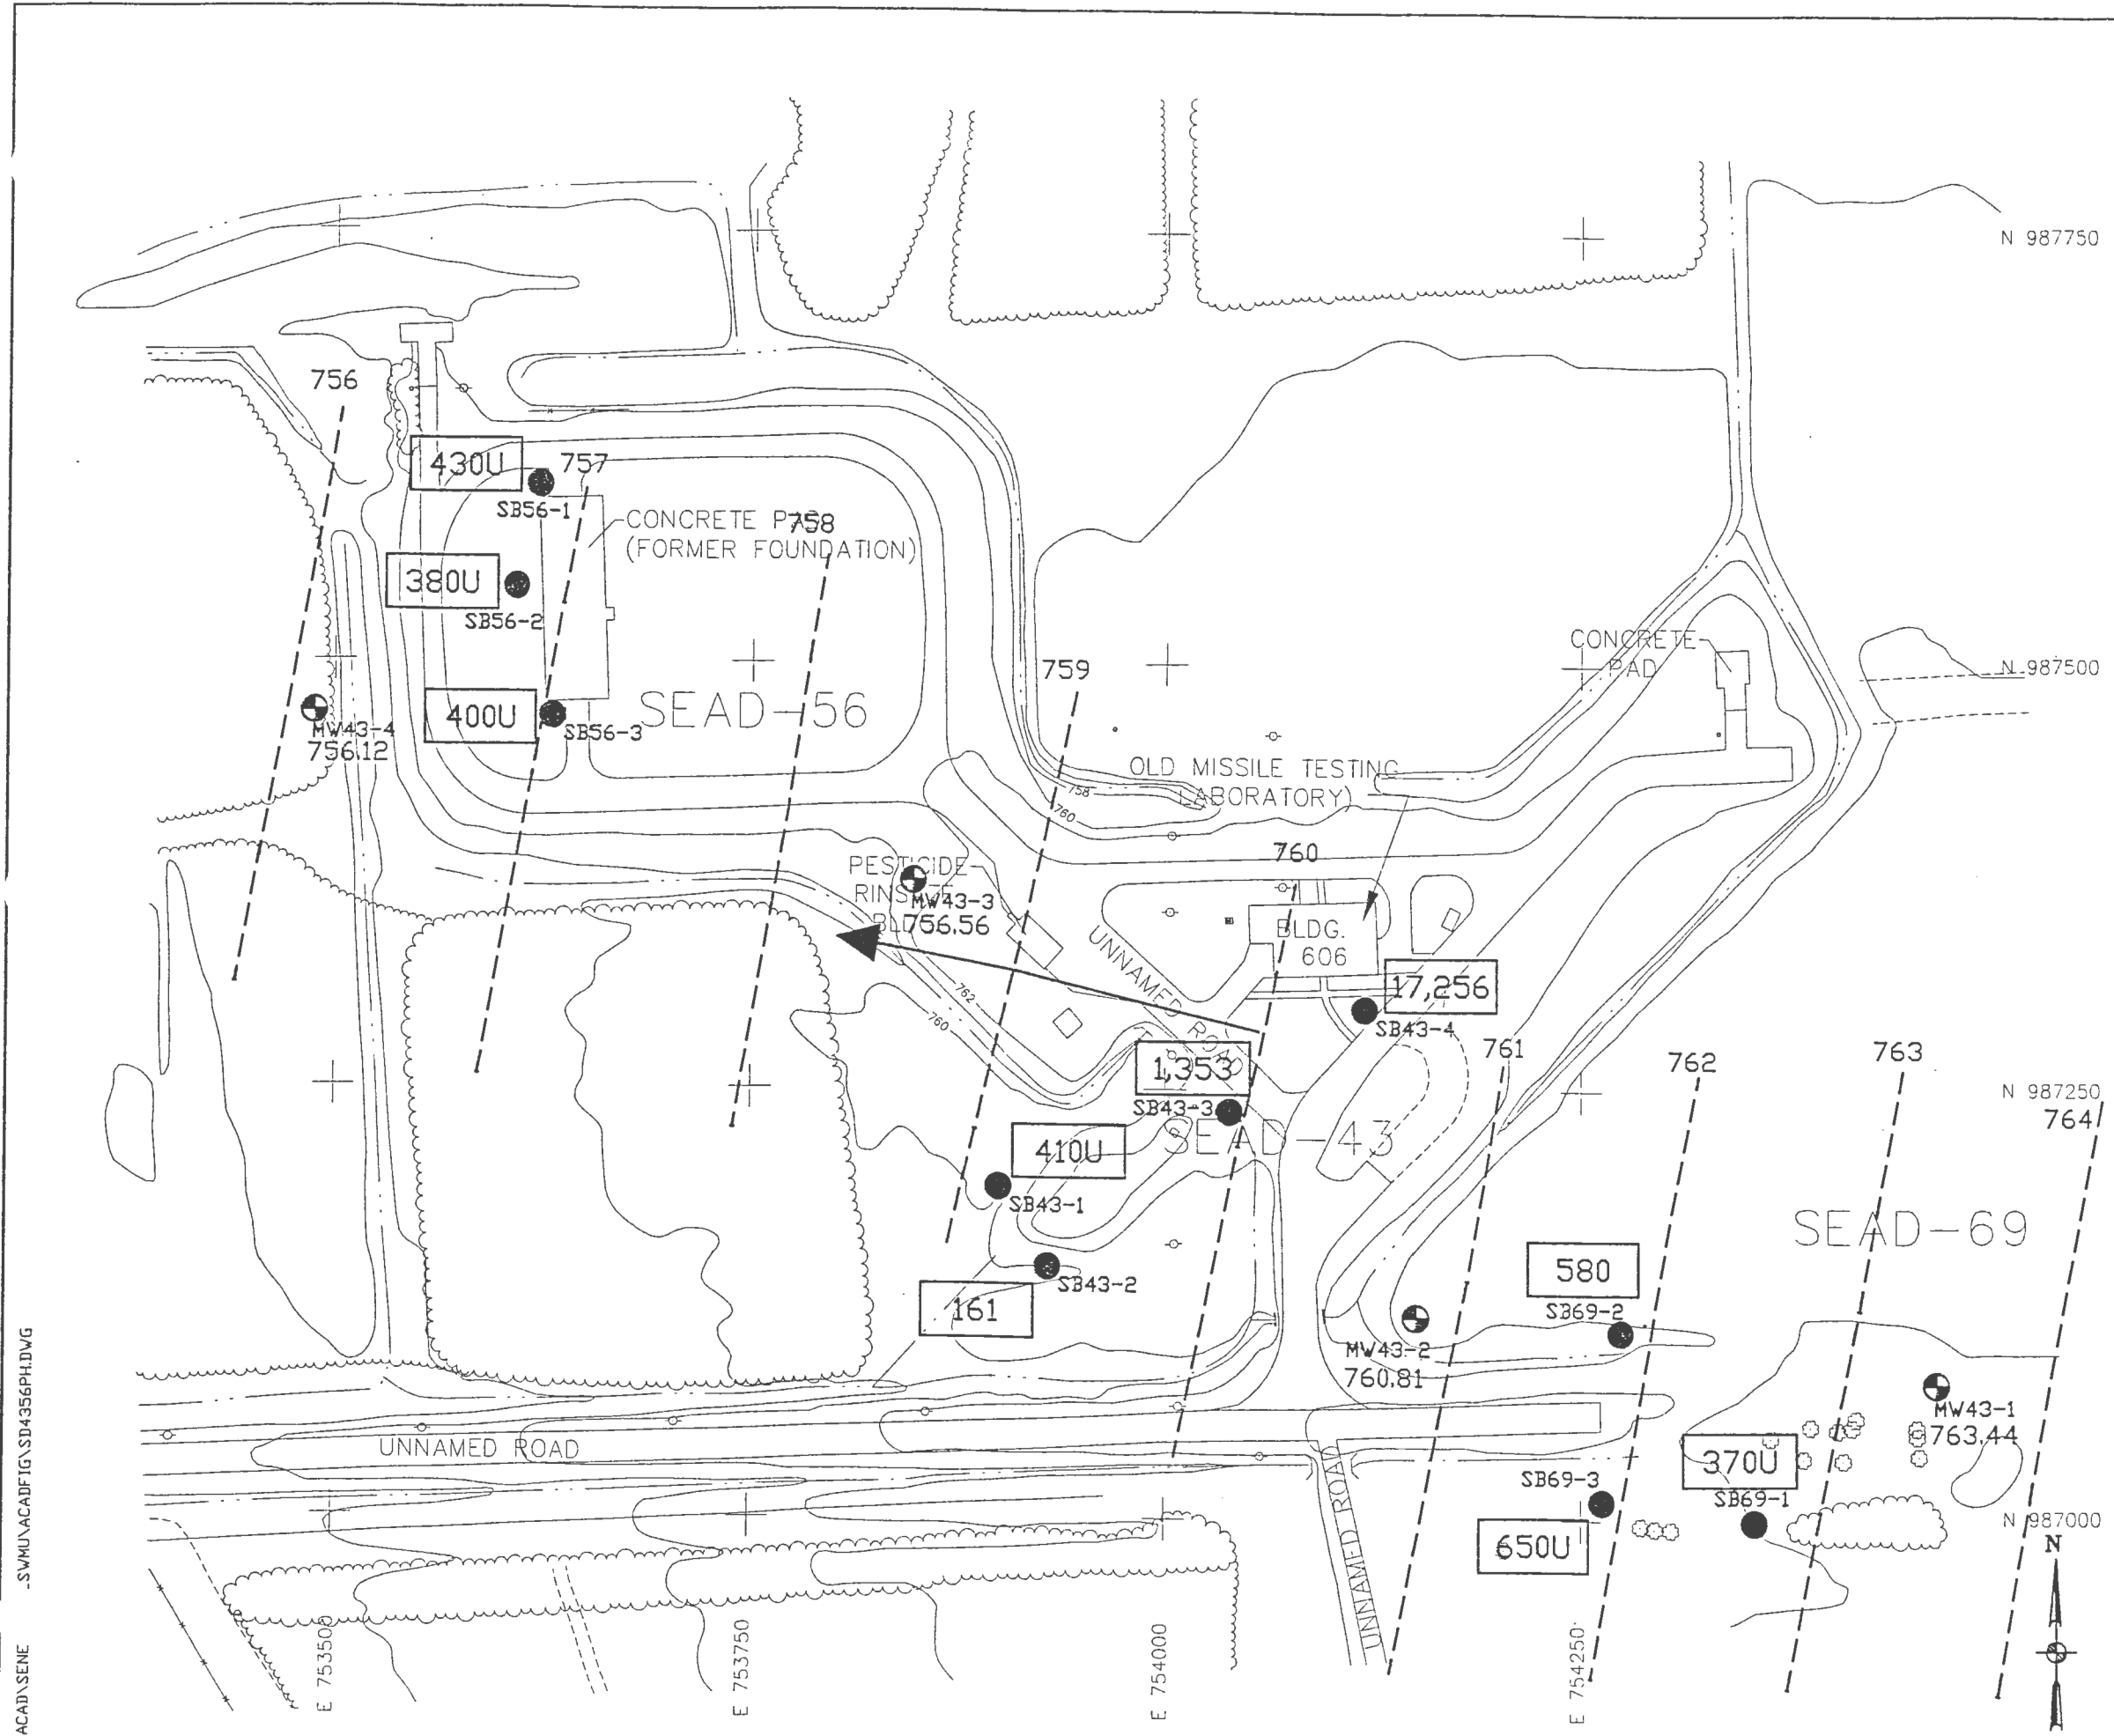 N 987750
756
430U
757
SB56-1
CONCRETE PAD
758
(FORMER FOUNDATION)
380U
SB56-2
CONCRETE
PAD
N 987500
759
SEAD-56
400U
SB56-3
MW43-4
756.12
OLD MISSILE TESTING
LABORATORY)
758
760
760
PESTICIDE
RINSATE
BLDG
MW43-3
756.56
UNNAMED ROAD
BLDG.
606
17,256
SB43-4
762
760
761
762
763
N 987250
764
1,353
SB43-3
SEAD-43
410U
SB43-1
SEAD-69
580
SB69-2
SB43-2
161
MW43-2
760.81
MW43-1
763.44
UNNAMED ROAD
370U
SB69-1
SB69-3
650U
N 987000
N
UNNAMED ROAD
E 753500
E 753750
E 754000
E 754250
ACAD\SENE
-SWMU\ACADFIG\SD4356PH.DWG